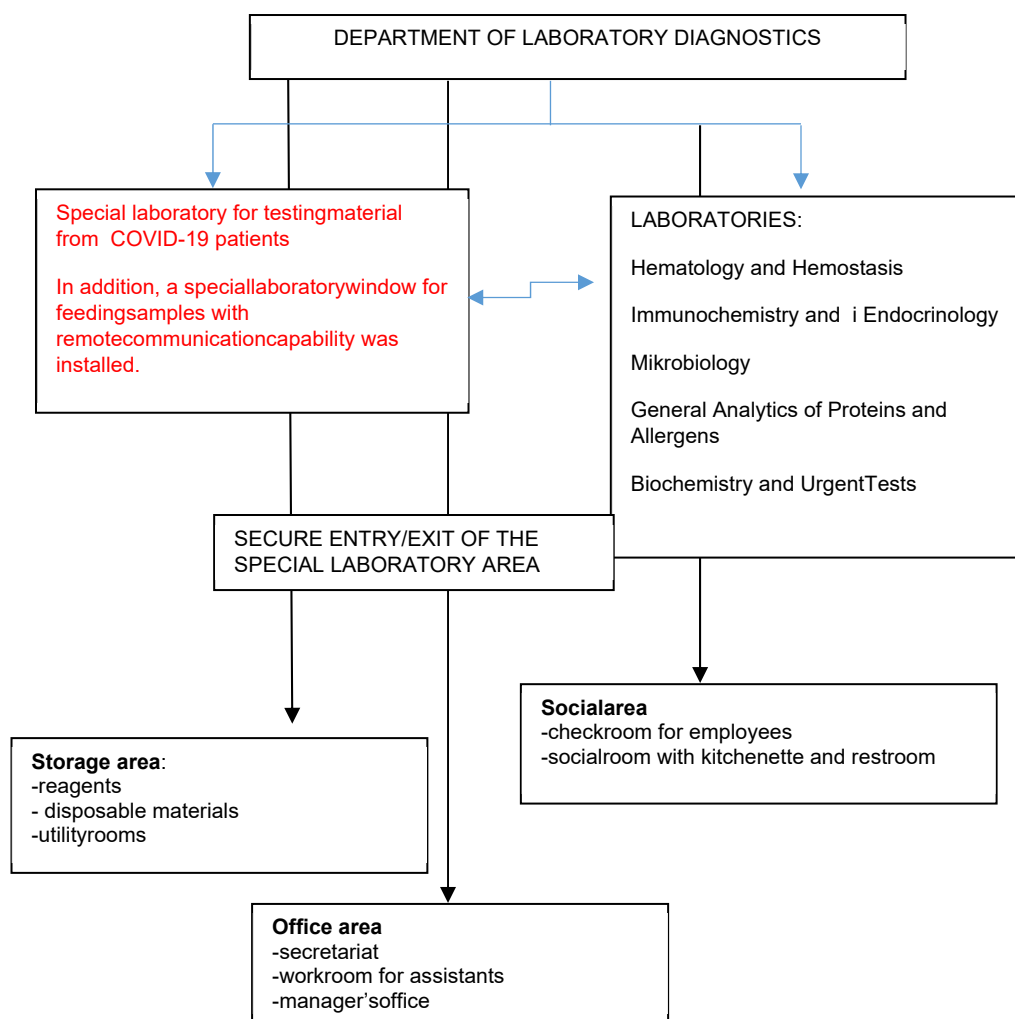 DEPARTMENT OF LABORATORY DIAGNOSTICS
Special laboratory for testingmaterial
from  COVID-19 patients
In addition, a speciallaboratorywindow for
feedingsamples with
remotecommunicationcapability was
installed.
LABORATORIES:
Hematology and Hemostasis
Immunochemistry and  i Endocrinology
Mikrobiology
General Analytics of Proteins and
Allergens
Biochemistry and UrgentTests
SECURE ENTRY/EXIT OF THE
SPECIAL LABORATORY AREA
Socialarea
-checkroom for employees
-socialroom with kitchenette and restroom
Storage area:
-reagents
- disposable materials
-utilityrooms
Office area
-secretariat
-workroom for assistants
-manager’soffice